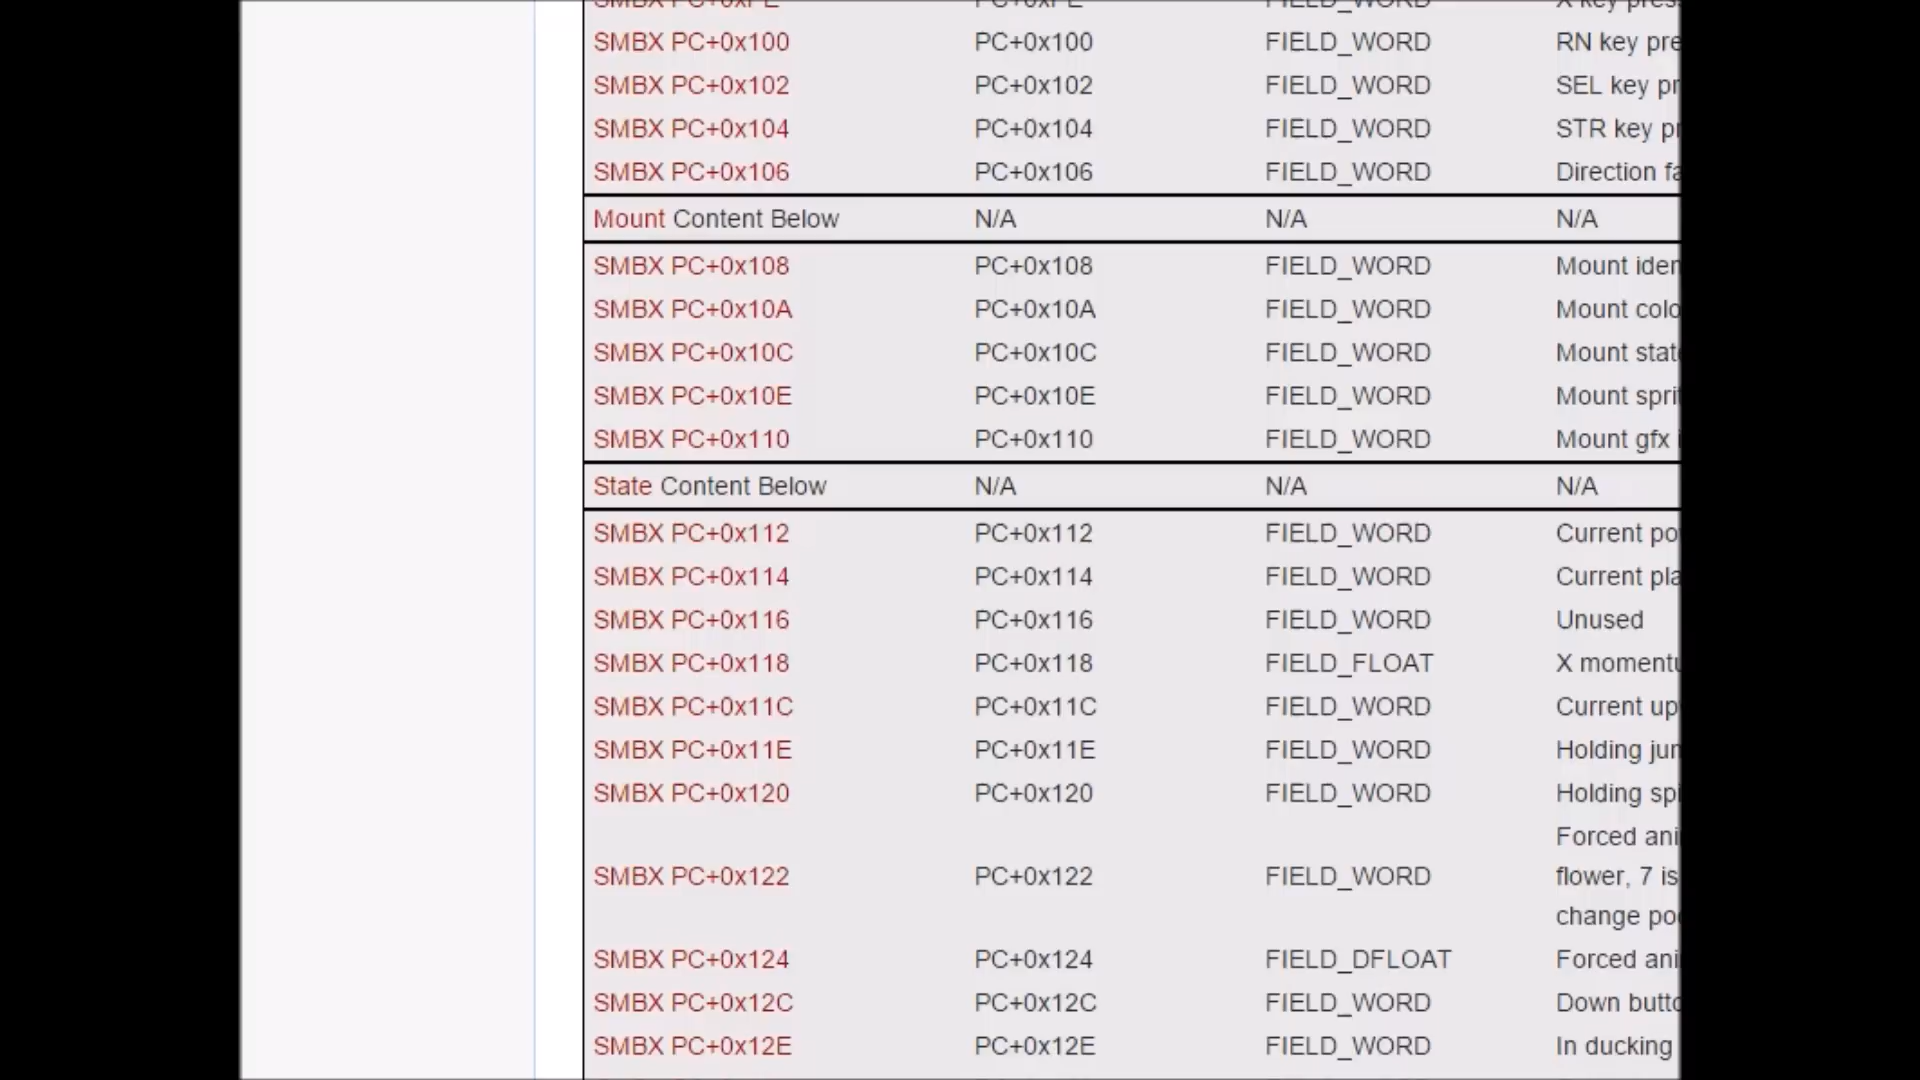 SMBX PC+0xFE PC+0xFE FIELD_WORD X key pres
SMBX PC+0x100 PC+0x100 FIELD_WORD RN key pre
SMBX PC+0x102 PC+0x102 FIELD_WORD SEL key pr
SMBX PC+0x104 PC+0x104 FIELD_WORD STR key pr
SMBX PC+0x106 PC+0x106 FIELD_WORD Direction fa
Mount Content Below N/A N/A N/A
SMBX PC+0x108 PC+0x108 FIELD_WORD Mount iden
SMBX PC+0x10A PC+0x10A FIELD_WORD Mount colo
SMBX PC+0x10C PC+0x10C FIELD_WORD Mount stat
SMBX PC+0x10E PC+0x10E FIELD_WORD Mount spri
SMBX PC+0x110 PC+0x110 FIELD_WORD Mount gfx i
State Content Below N/A N/A N/A
SMBX PC+0x112 PC+0x112 FIELD_WORD Current po
SMBX PC+0x114 PC+0x114 FIELD_WORD Current pla
SMBX PC+0x116 PC+0x116 FIELD_WORD Unused
SMBX PC+0x118 PC+0x118 FIELD_FLOAT X momentu
SMBX PC+0x11C PC+0x11C FIELD_WORD Current up
SMBX PC+0x11E PC+0x11E FIELD_WORD Holding jum
SMBX PC+0x120 PC+0x120 FIELD_WORD Holding spi
Forced ani
SMBX PC+0x122 PC+0x122 FIELD_WORD flower, 7 is
change po
SMBX PC+0x124 PC+0x124 FIELD_DFLOAT Forced ani
SMBX PC+0x12C PC+0x12C FIELD_WORD Down butto
SMBX PC+0x12E PC+0x12E FIELD_WORD In ducking